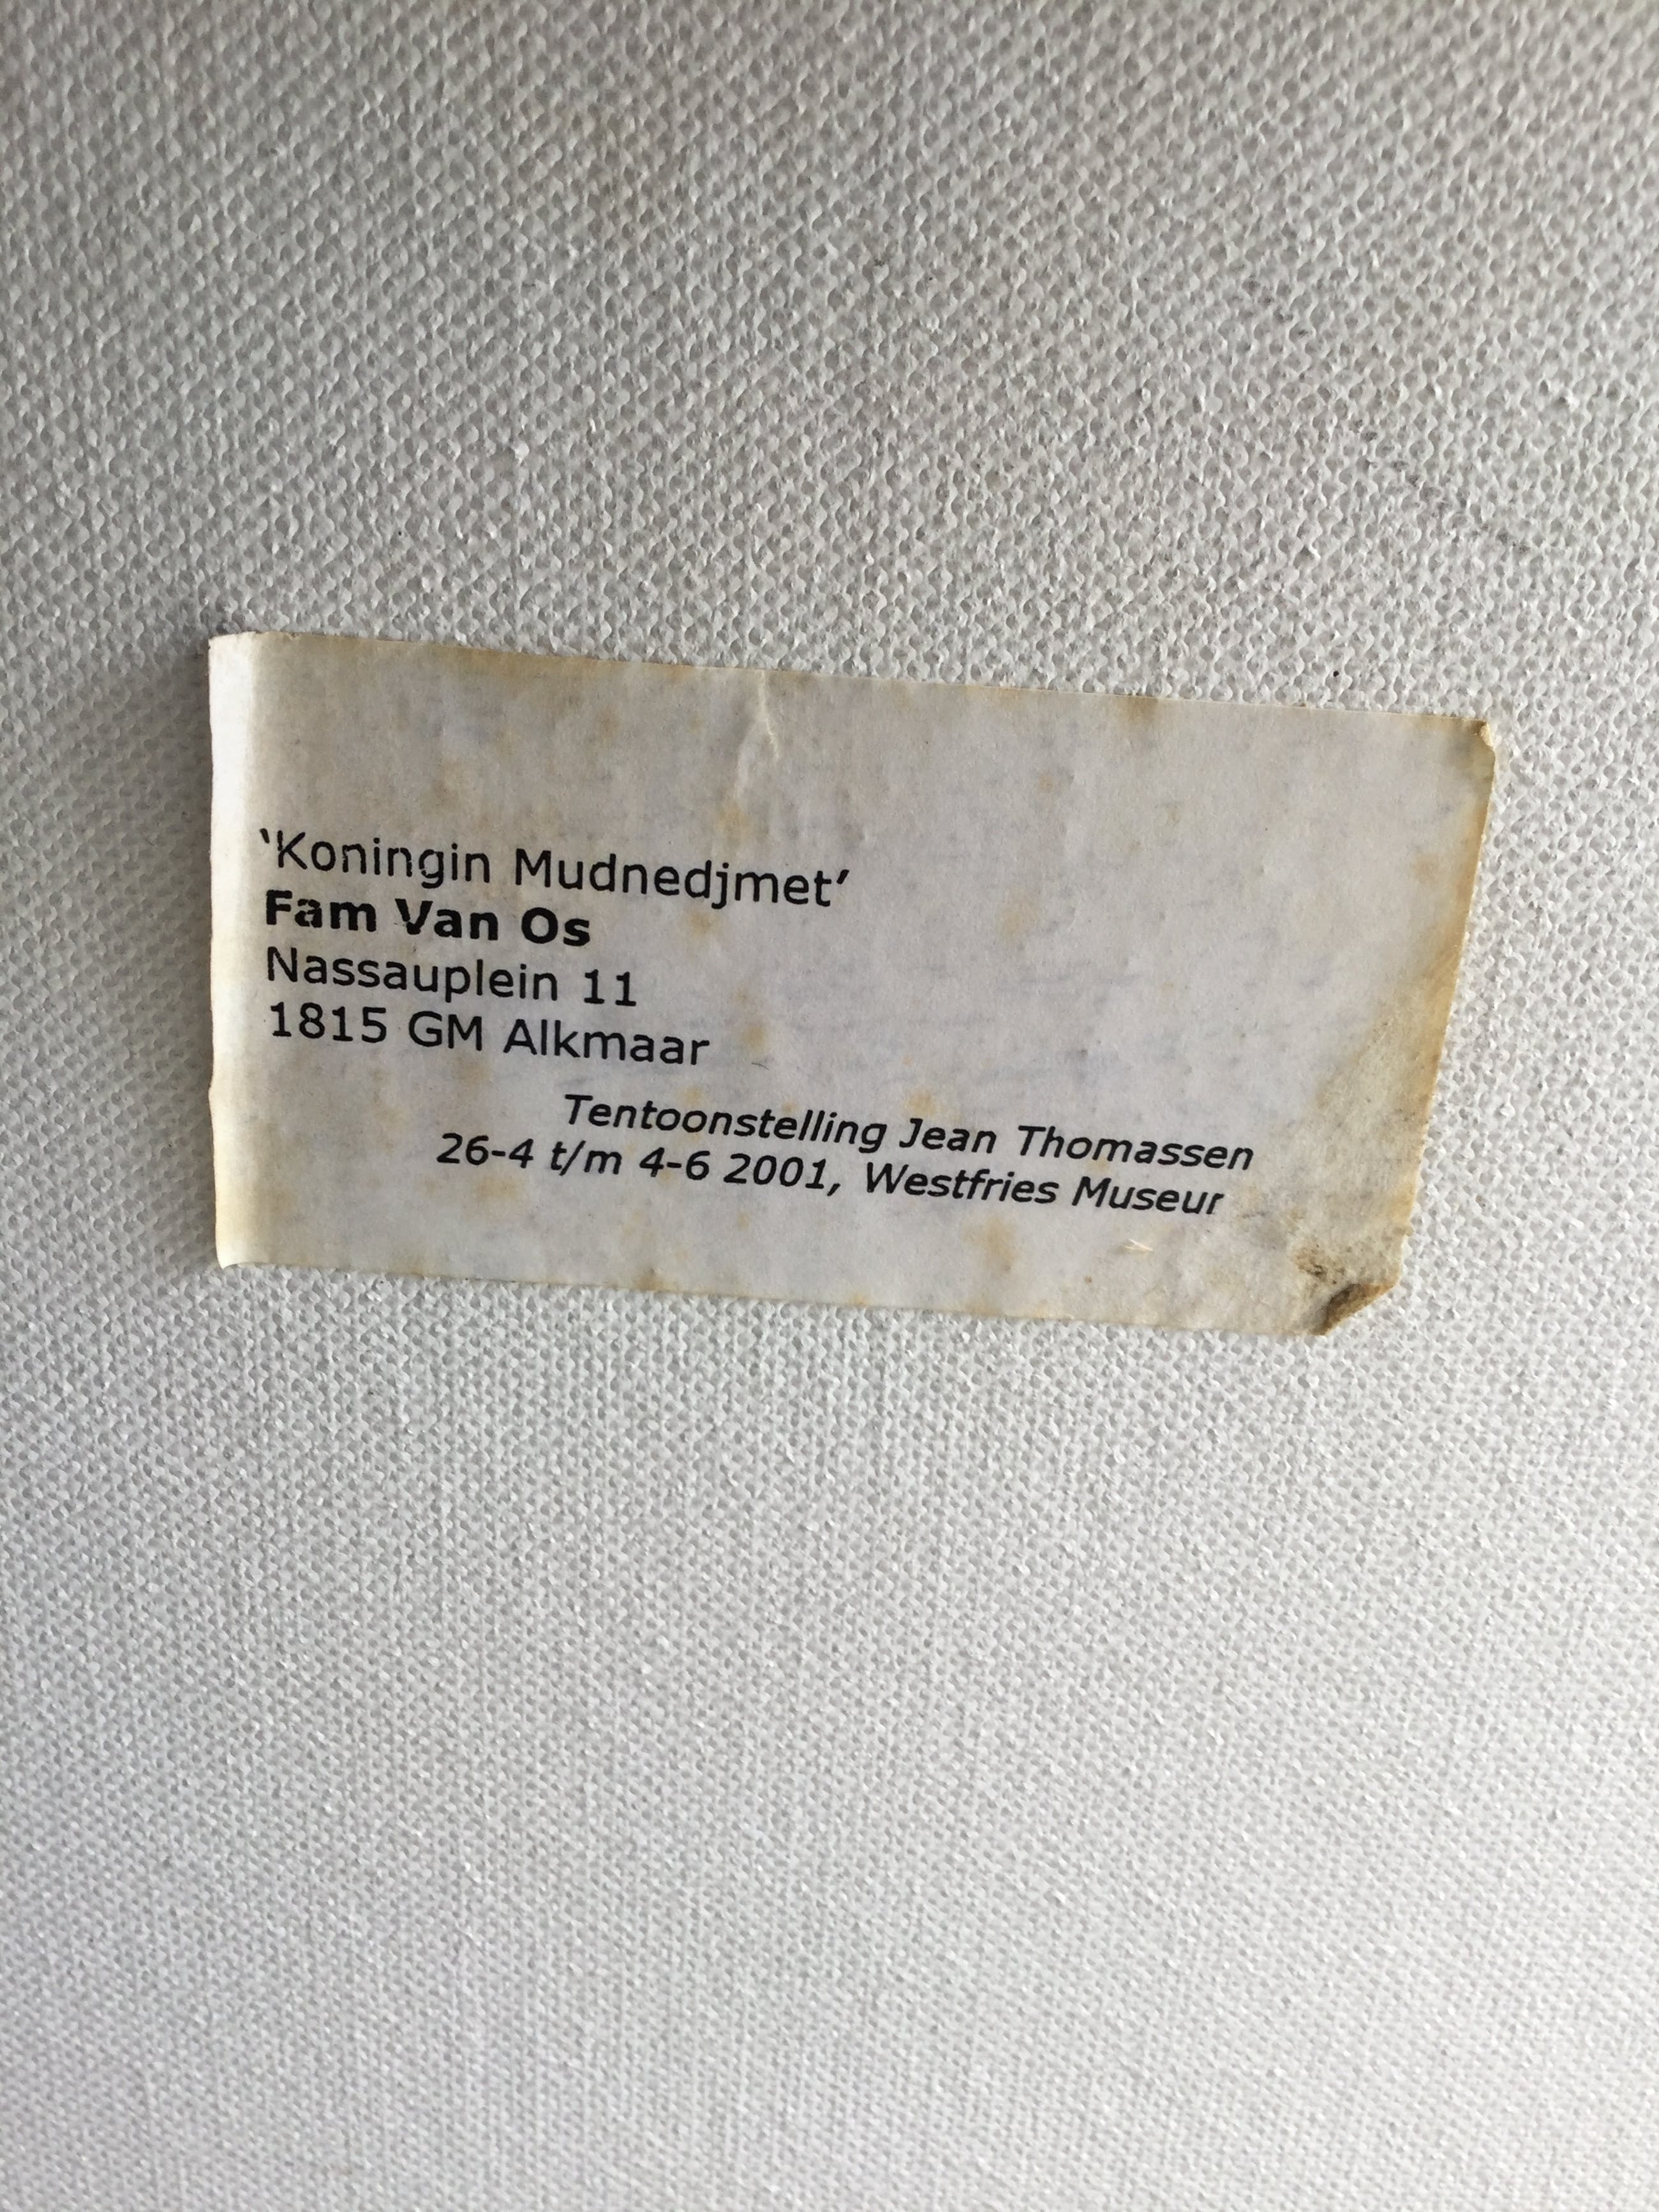 ‘Koningin Mudnedjmet’
Fam Van Os
Nassauplein 11
1815 GM Alkmaar
Tentoonstelling Jean Thomassen
26-4 t/m 4-6 2001, Westfries Museur